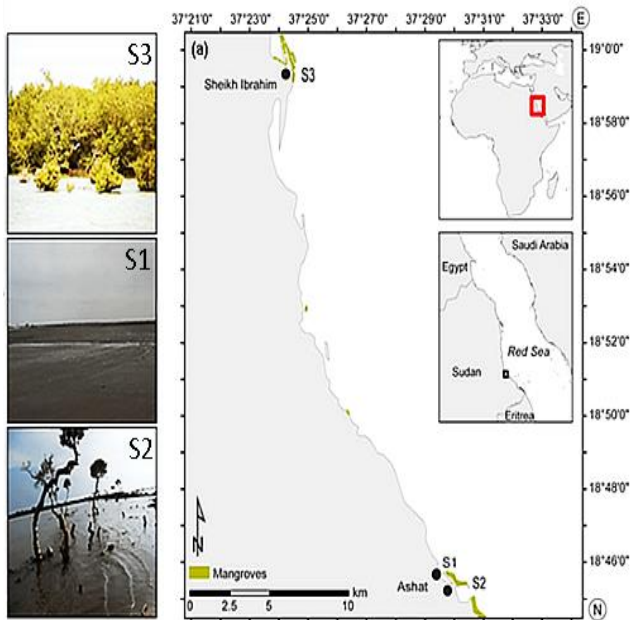 37°21'0" 37°23'0" 37°25'0" 37°27'0" 37°29'0" 37°31'0" 37°33'0" E
S3
S1
S2
(a)
Sheikh Ibrahim S3
S1
Ashat S2
Mangroves
km
0 2.5 5 10
N
Saudi Arabia
Egypt
Red Sea
Sudan
Eritrea
19°0'0"
18°58'0"
18°56'0"
18°54'0"
18°52'0"
18°50'0"
18°48'0"
18°46'0"
N